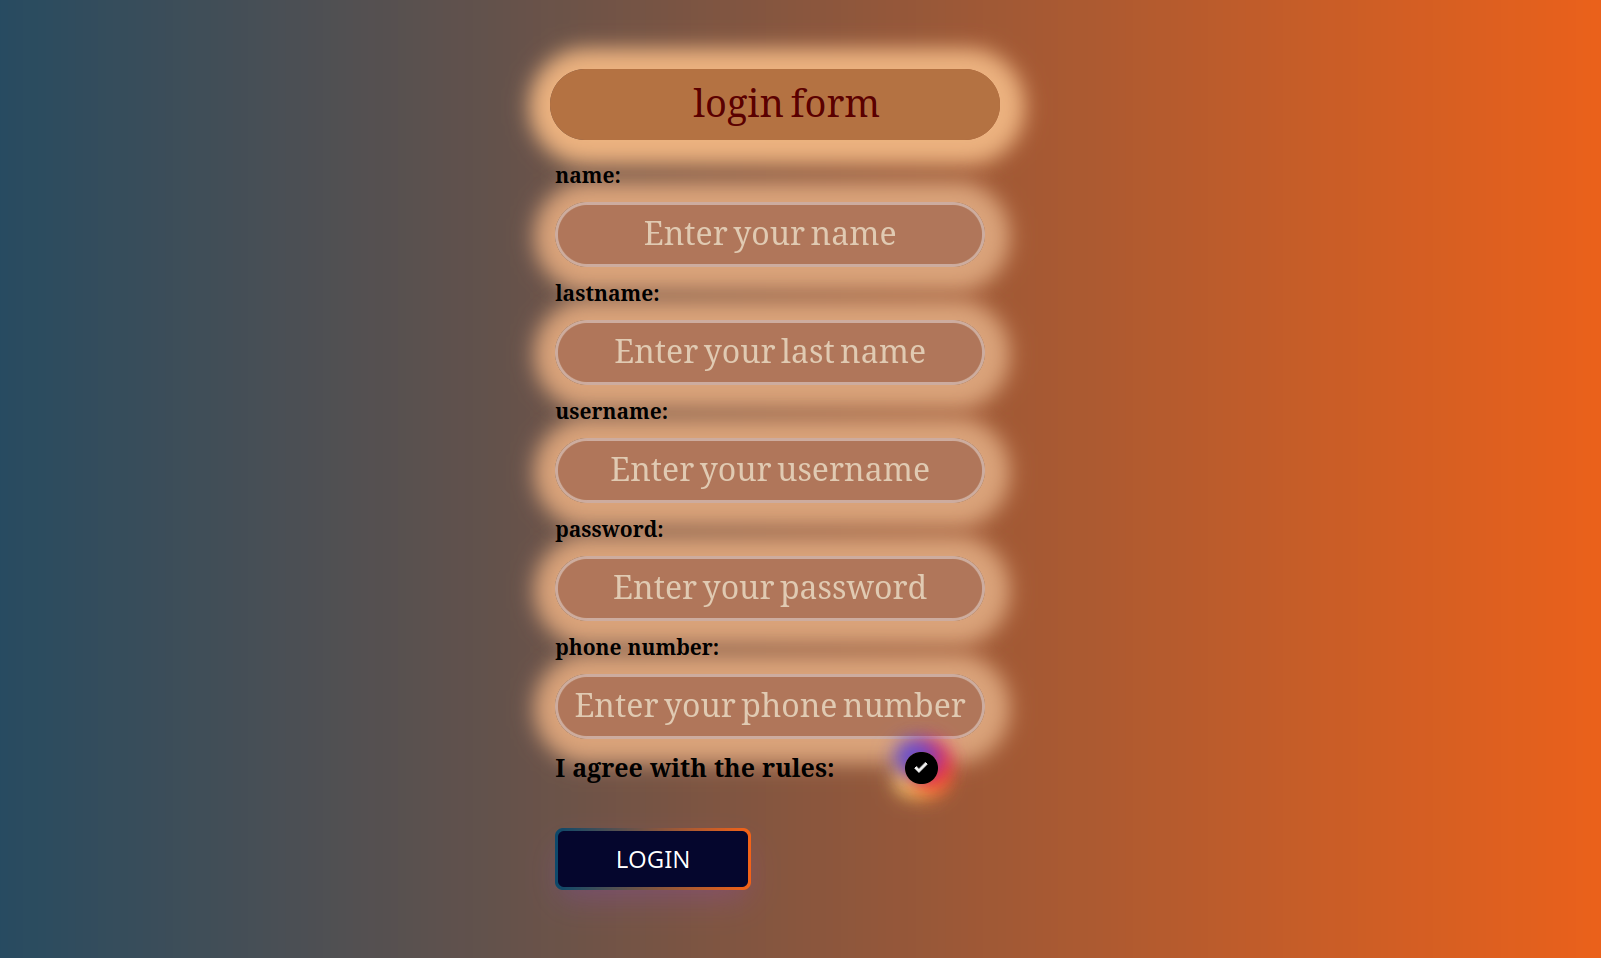 login form
name:
Enter your name
lastname:
Enter your last name
username:
Enter your username
password:
Enter your password
phone number:
Enter your phone number
I agree with the rules:
LOGIN